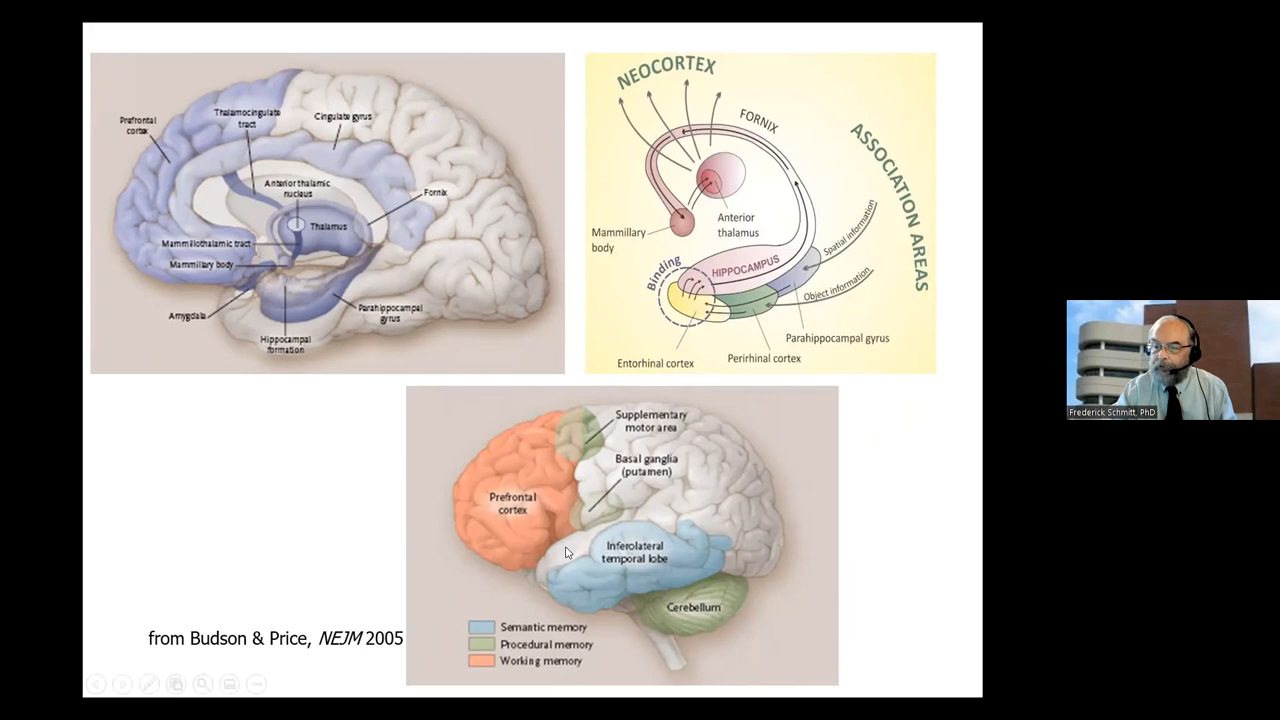 Prefrontal
cortex
Thalamocingulate
tract
Cingulate gyrus
Anterior thalamic
nucleus
Fornix
Thalamus
Mammillothalamic tract
Mammillary body
Amygdala
Parahippocampal
gyrus
Hippocampal
formation
NEOCORTEX
FORNIX
ASSOCIATION AREAS
Mammillary
body
Anterior
thalamus
Spatial information
Binding
HIPPOCAMPUS
Object information
Parahippocampal gyrus
Entorhinal cortex
Perirhinal cortex
Supplementary
motor area
Basal ganglia
(putamen)
Prefrontal
cortex
Inferolateral
temporal lobe
Cerebellum
Semantic memory
Procedural memory
Working memory
from Budson & Price, NEJM 2005
Frederick Schmitt, PhD